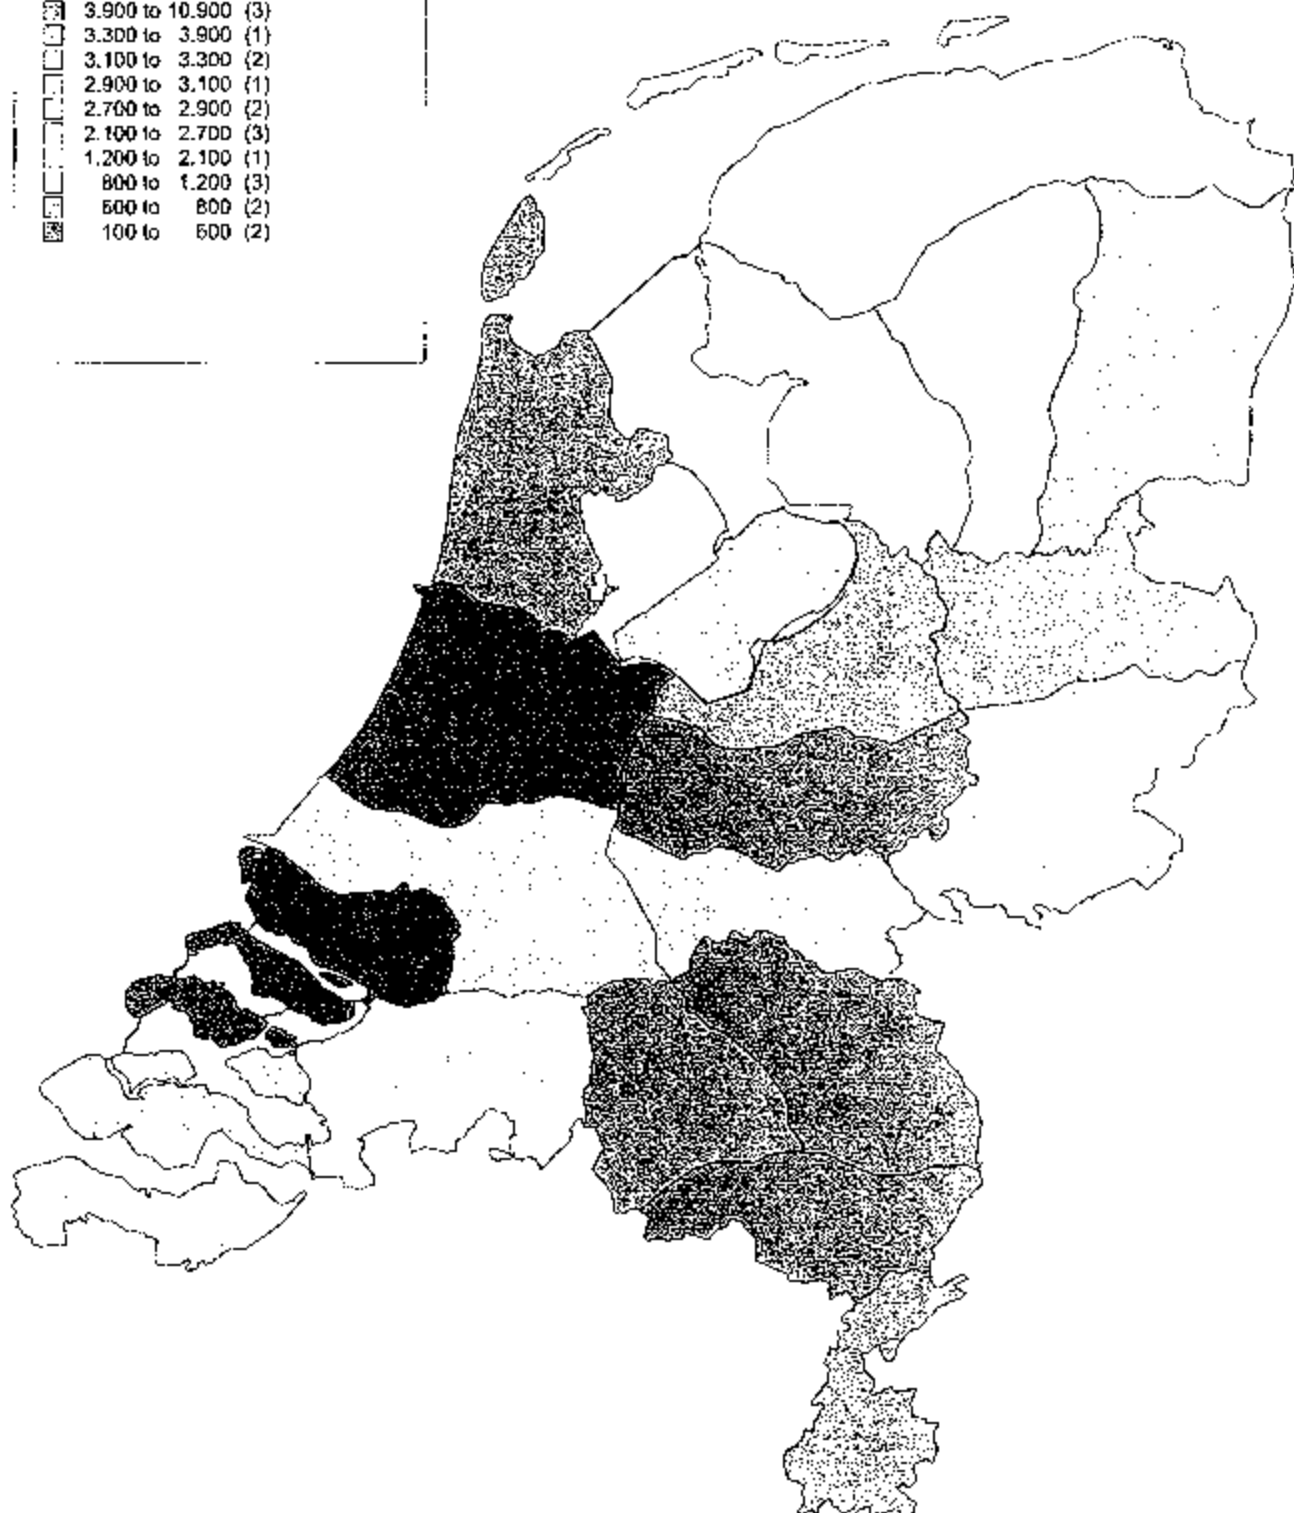 3.900 to 10.900 (3)
3.300 to 3.900 (1)
3.100 to 3.300 (2)
2.900 to 3.100 (1)
2.700 to 2.900 (2)
2.100 to 2.700 (3)
1.200 to 2.100 (1)
800 to 1.200 (3)
600 to 800 (2)
100 to 600 (2)